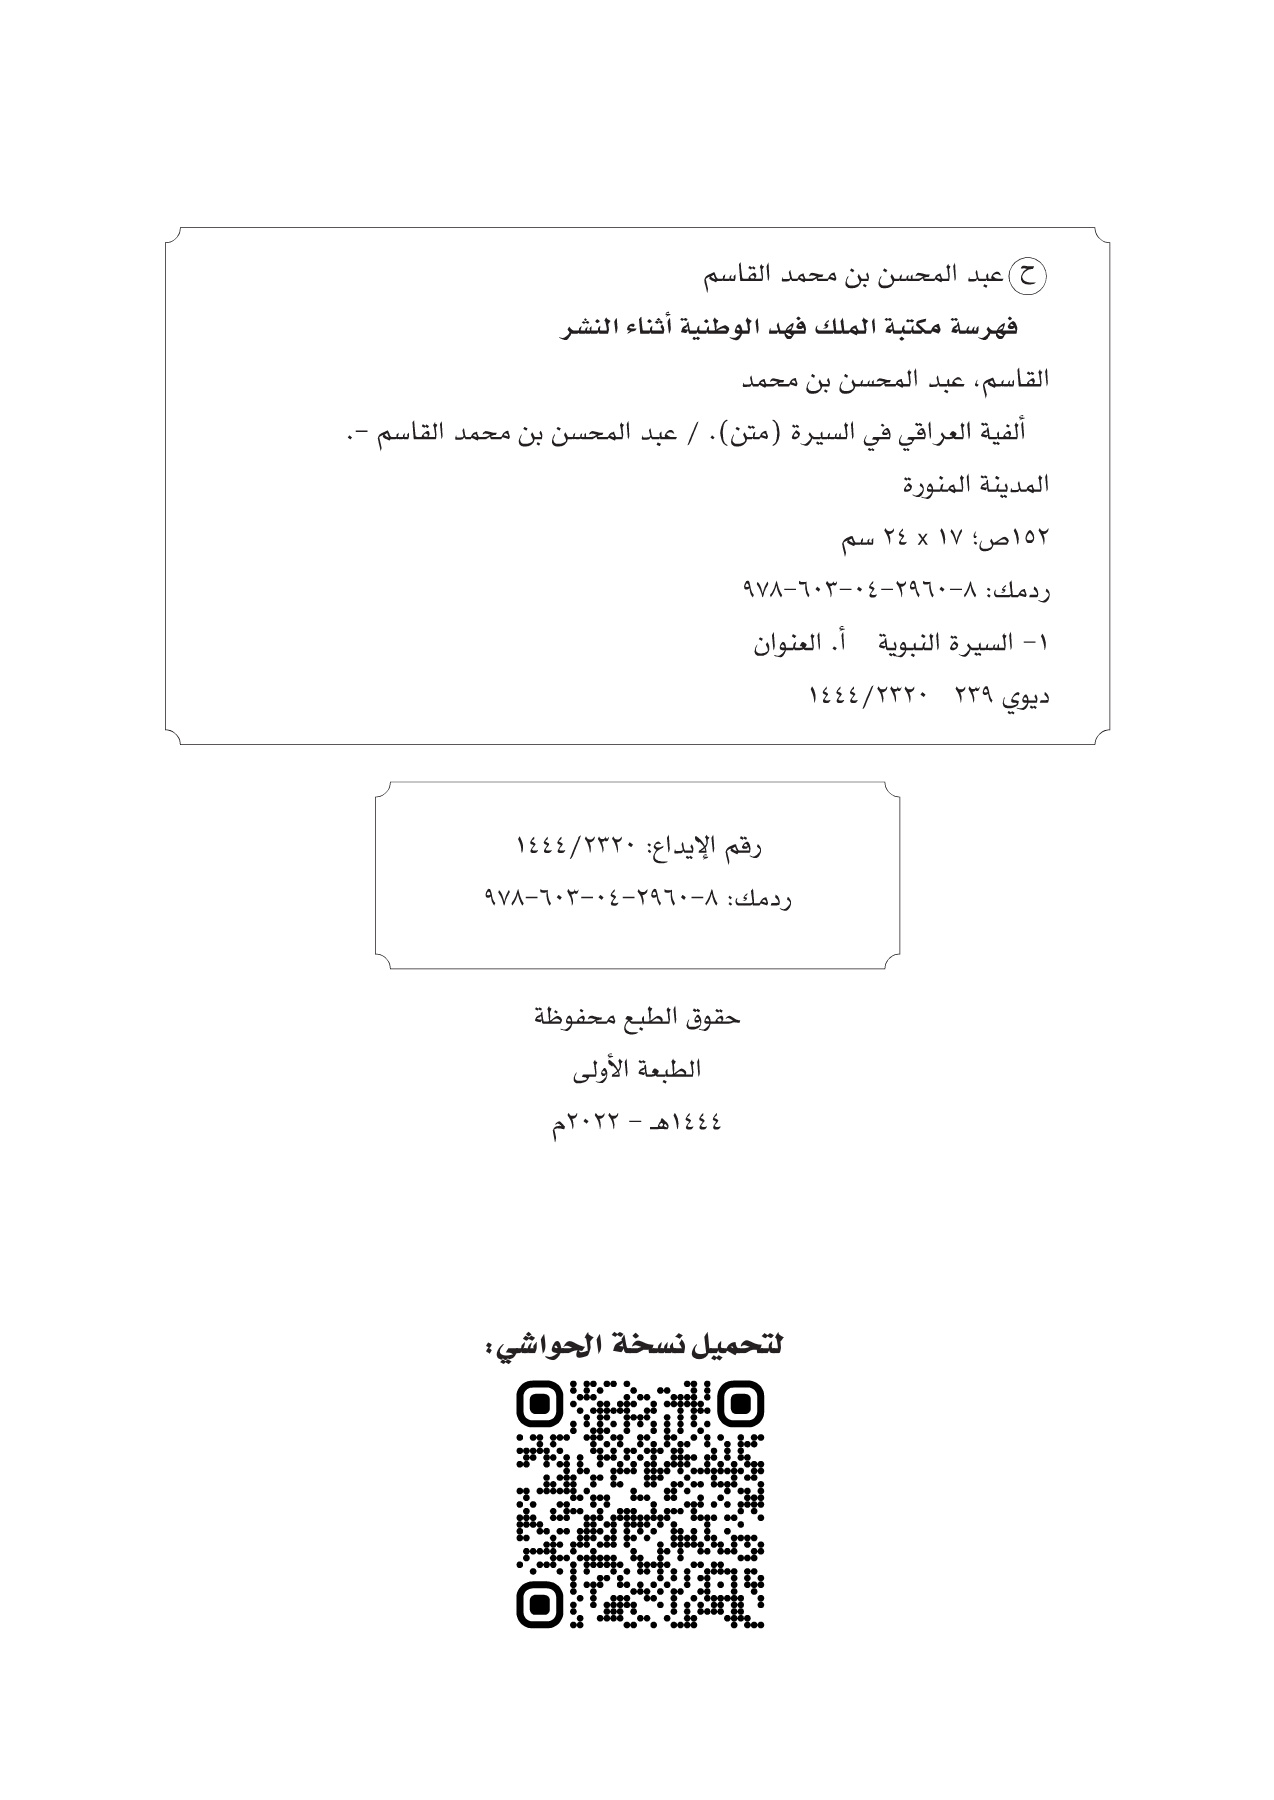 ح عبد المحسن بن محمد القاسم
فهرسة مكتبة الملك فهد الوطنية أثناء النشر
القاسم، عبد المحسن بن محمد
ألفية العراقي في السيرة (متن). / عبد المحسن بن محمد القاسم -.
المدينة المنورة
١٥٢ص؛ ١٧ x ٢٤ سم
ردمك: ٨-٢٩٦٠-٠٤-٦٠٣-٩٧٨
١- السيرة النبوية أ. العنوان
ديوي ٢٣٩ ١٤٤٤/٢٣٢٠
رقم الإيداع: ١٤٤٤/٢٣٢٠
ردمك: ٨-٢٩٦٠-٠٤-٦٠٣-٩٧٨
حقوق الطبع محفوظة
الطبعة الأولى
١٤٤٤هـ - ٢٠٢٢م
لتحميل نسخة الحواشي: